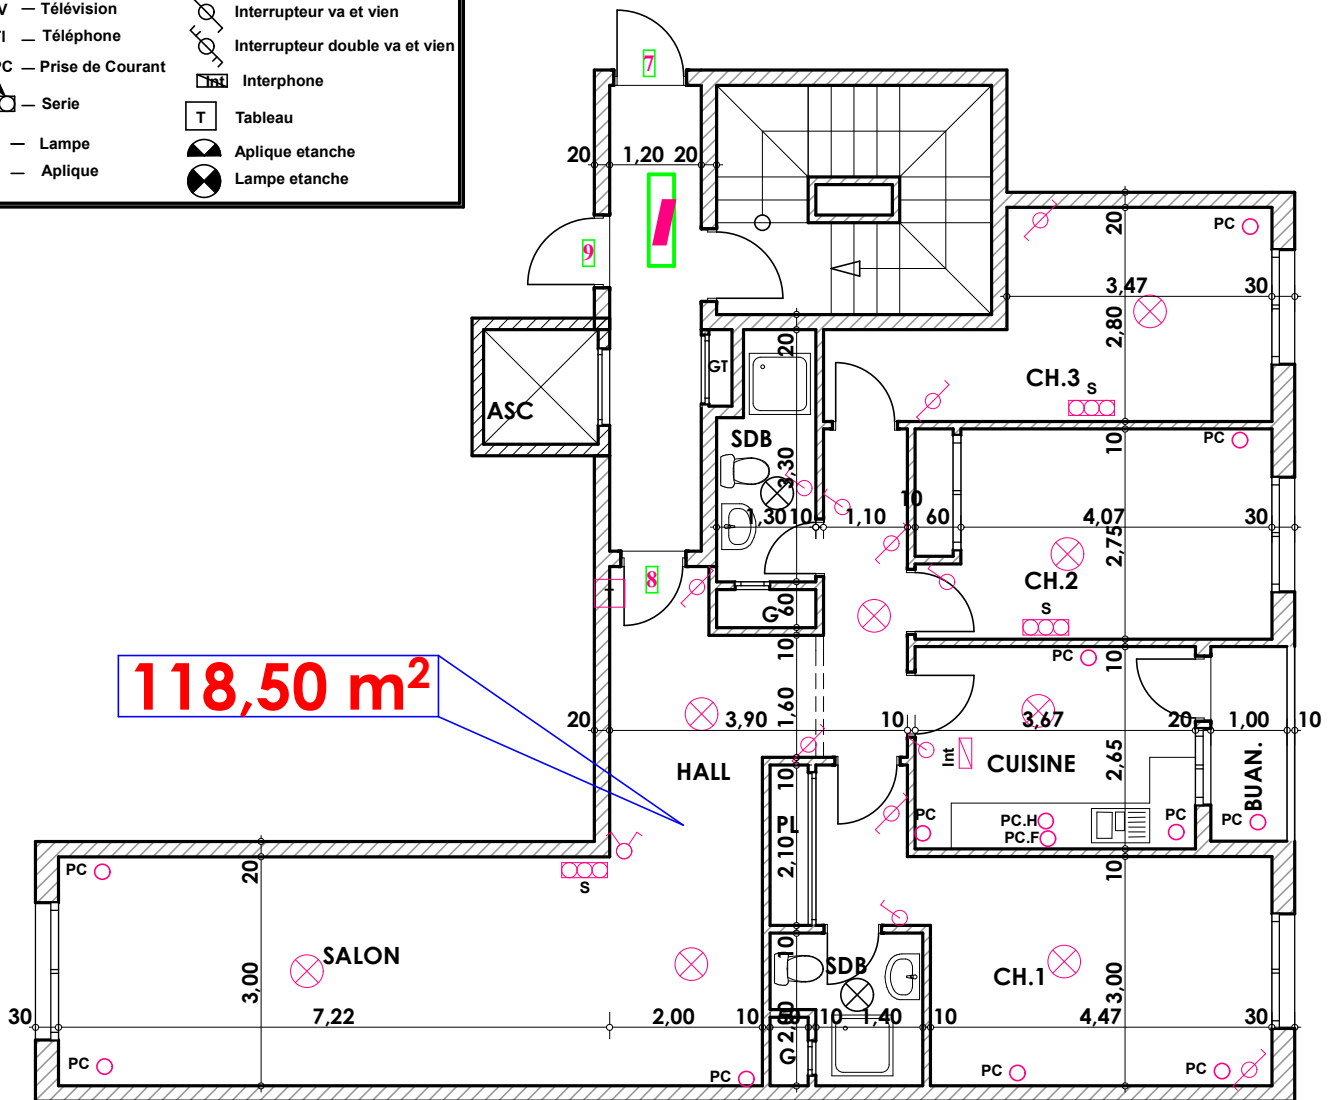 — Télévision
— Téléphone
— Prise de Courant
— Serie
— Lampe
— Aplique
Interrupteur va et vien
Interrupteur double va et vien
Int Interphone
T Tableau
Aplique etanche
Lampe etanche
7
20 1,20 20
9
20
PC
3,47 30
2,80
CH.3
S
GT
20
ASC
SDB
3,30
1,30 10 1,10
10
60
PC
10
4,07 30
2,75
CH.2
S
8
G
60
10
118,50 m²
20 3,90 10 3,67 20 1,00 10
1,60
PC
10
HALL
Int
CUISINE
2,65
BUAN.
10
PL
2,10
PC
PC.H
PC.F
PC
PC
PC
20
S
10
10
SALON
SDB
CH.1
3,00
3,00
30 7,22 2,00 10 10 1,40 10 4,47 30
G
PC
PC
PC
PC